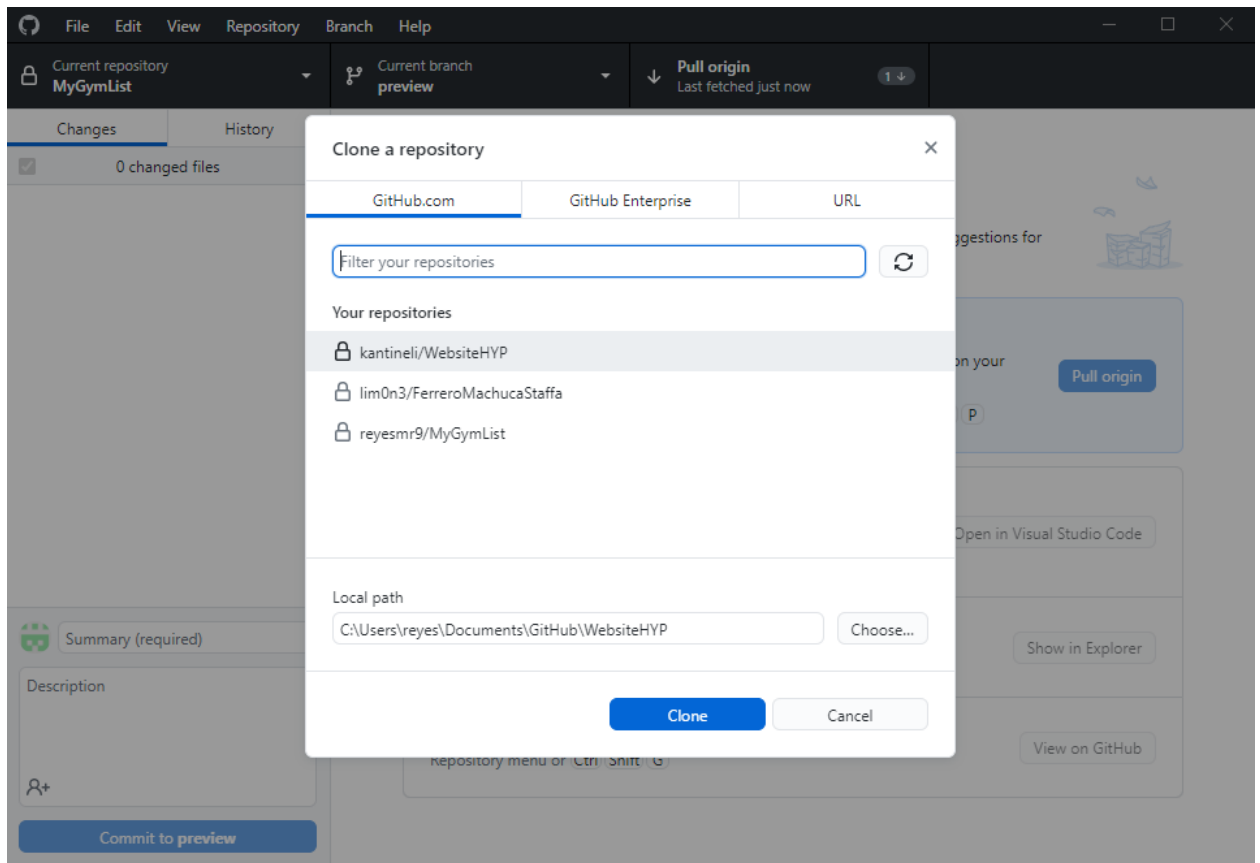 File Edit View Repository Branch Help
Current repository
MyGymList
Current branch
preview
Pull origin
Last fetched just now
1
Changes History
0 changed files
Clone a repository
GitHub.com GitHub Enterprise URL
Filter your repositories
Your repositories
kantineli/WebsiteHYP
lim0n3/FerreroMachucaStaffa
reyesmr9/MyGymList
Local path
C:\Users\reyes\Documents\GitHub\WebsiteHYP
Choose...
Clone Cancel
ggestions for
on your
Pull origin
P
Open in Visual Studio Code
Show in Explorer
View on GitHub
Repository menu or Ctrl Shift G
Summary (required)
Description
Commit to preview